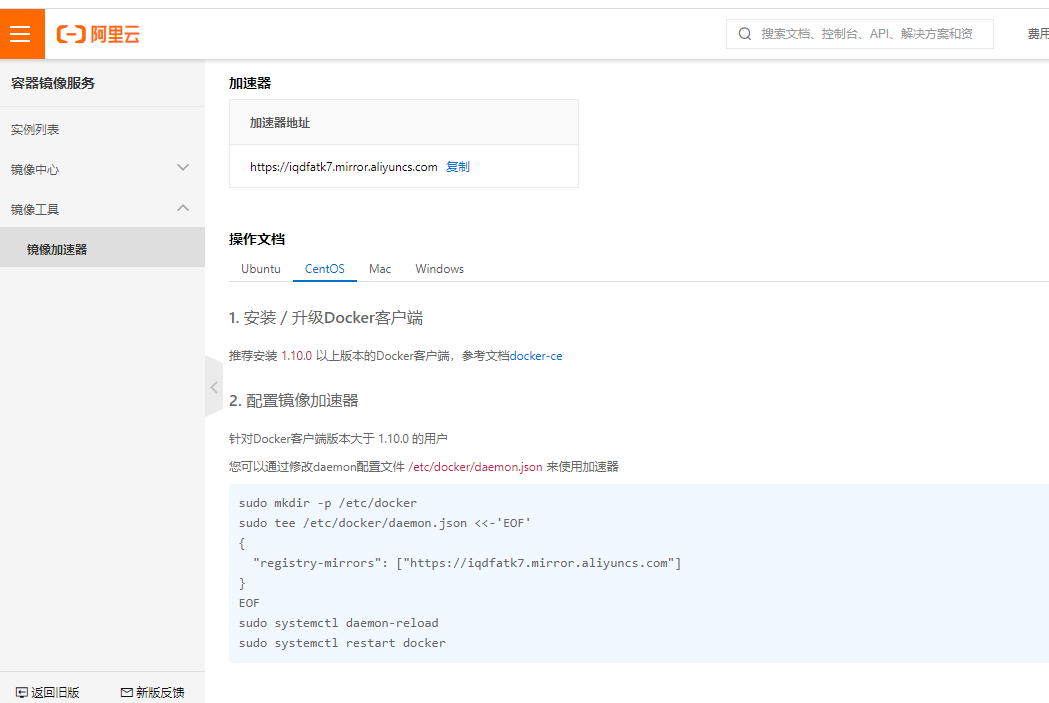 阿里云
搜索文档、控制台、API、解决方案和资
费用
容器镜像服务
实例列表
镜像中心
镜像工具
镜像加速器
返回旧版
新版反馈
加速器
加速器地址
https://iqdfatk7.mirror.aliyuncs.com 复制
操作文档
Ubuntu CentOS Mac Windows
1. 安装 / 升级Docker客户端
推荐安装 1.10.0 以上版本的Docker客户端，参考文档docker-ce
2. 配置镜像加速器
针对Docker客户端版本大于 1.10.0 的用户
您可以通过修改daemon配置文件 /etc/docker/daemon.json 来使用加速器
sudo mkdir -p /etc/docker
sudo tee /etc/docker/daemon.json <<-'EOF'
{
  "registry-mirrors": ["https://iqdfatk7.mirror.aliyuncs.com"]
}
EOF
sudo systemctl daemon-reload
sudo systemctl restart docker